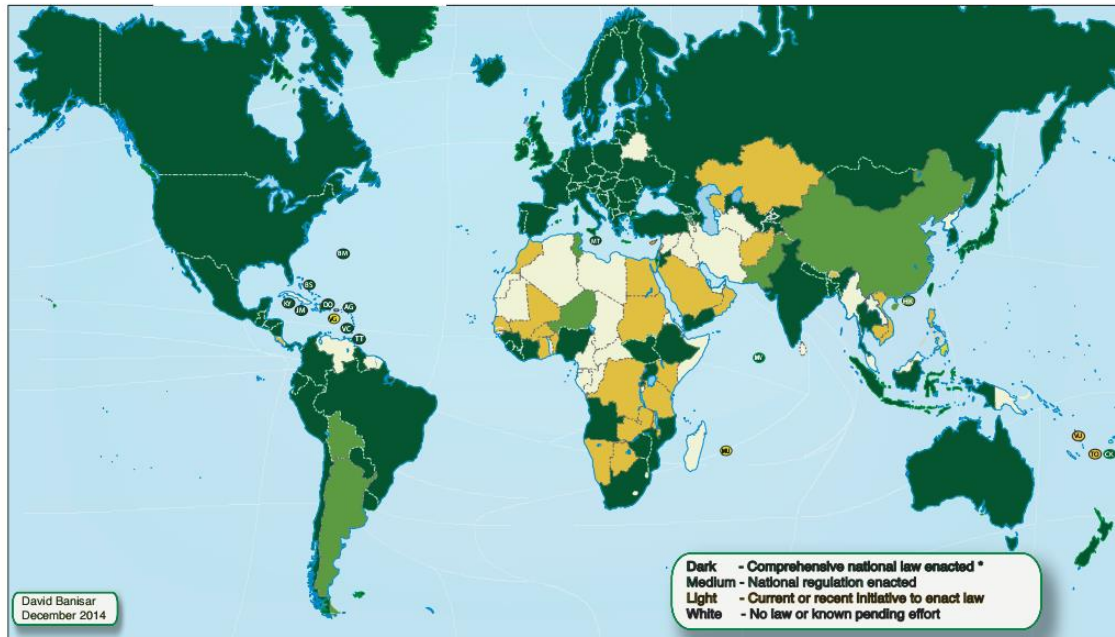 BM
BS
KY
JM
DO
AG
VG
VC
TT
MT
HK
MV
MU
VU
TO
CK
Dark - Comprehensive national law enacted *
Medium - National regulation enacted
Light - Current or recent initiative to enact law
White - No law or known pending effort
David Banisar
December 2014